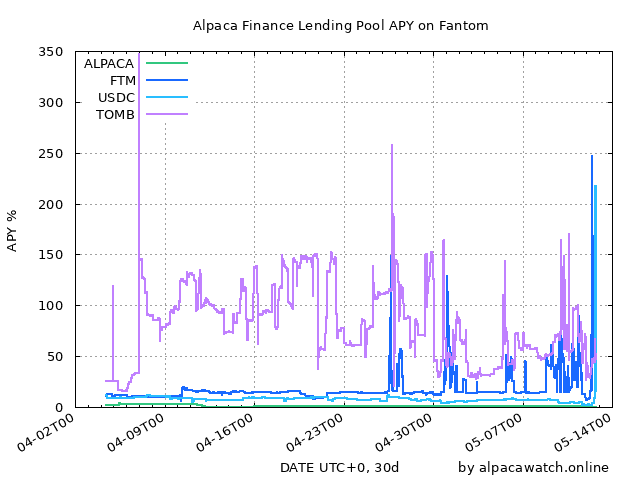 Alpaca Finance Lending Pool APY on Fantom
350
300
250
200
150
100
50
0
APY %
ALPACA
FTM
USDC
TOMB
04-02T00
04-09T00
04-16T00
04-23T00
04-30T00
05-07T00
05-14T00
DATE UTC+0, 30d
by alpacawatch.online